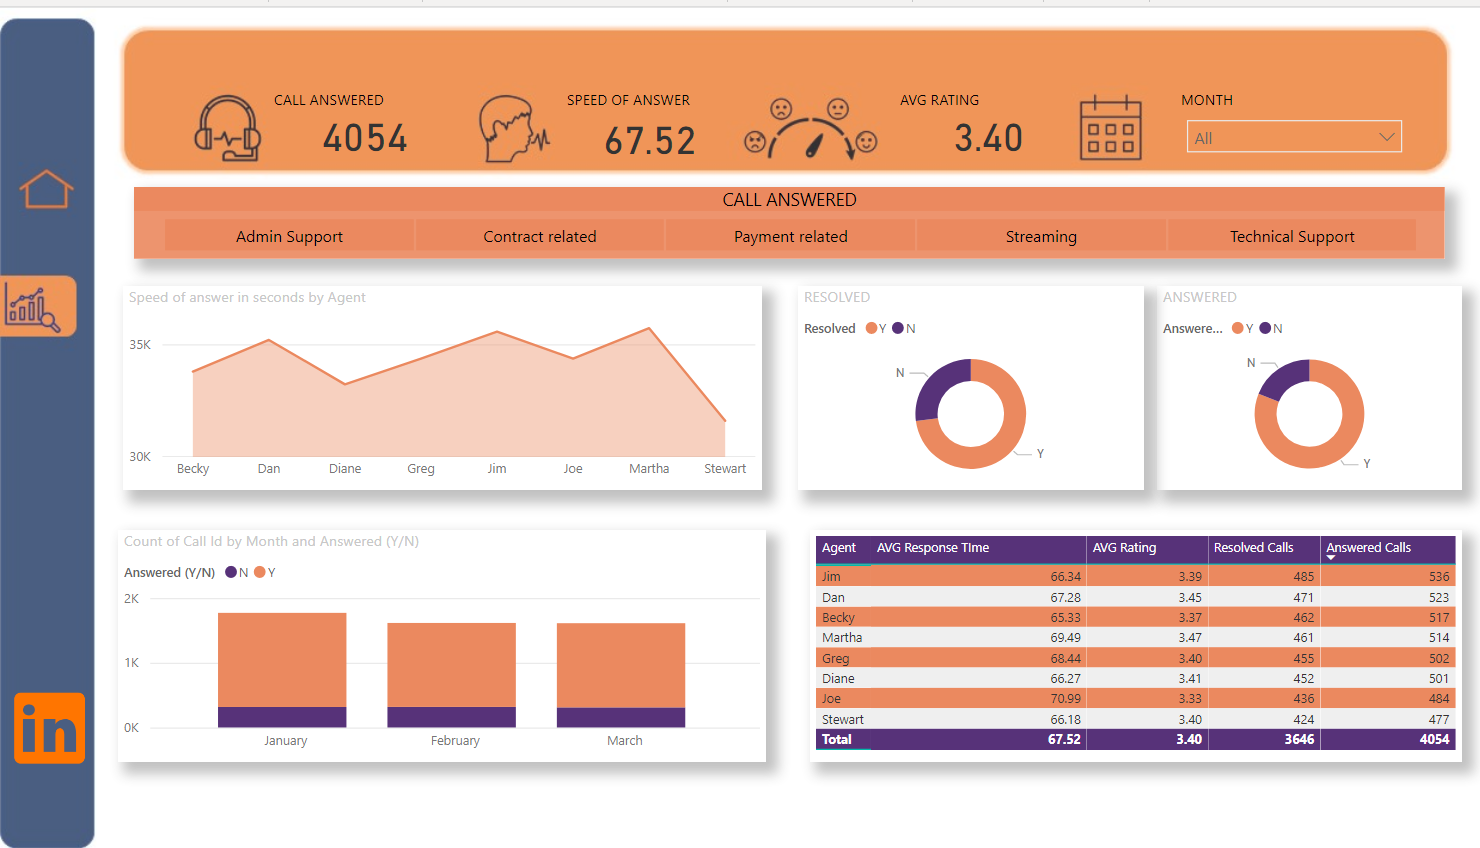 CALL ANSWERED
4054
SPEED OF ANSWER
67.52
AVG RATING
3.40
MONTH
All
CALL ANSWERED
Admin Support Contract related Payment related Streaming Technical Support
Speed of answer in seconds by Agent
35K
30K
Becky Dan Diane Greg Jim Joe Martha Stewart
RESOLVED
Resolved Y N
N
Y
ANSWERED
Answere... Y N
N
Y
Count of Call Id by Month and Answered (Y/N)
Answered (Y/N) N Y
2K
1K
0K
January February March
Agent AVG Response TIme AVG Rating Resolved Calls Answered Calls
Jim 66.34 3.39 485 536
Dan 67.28 3.45 471 523
Becky 65.33 3.37 462 517
Martha 69.49 3.47 461 514
Greg 68.44 3.40 455 502
Diane 66.27 3.41 452 501
Joe 70.99 3.33 436 484
Stewart 66.18 3.40 424 477
Total 67.52 3.40 3646 4054
in